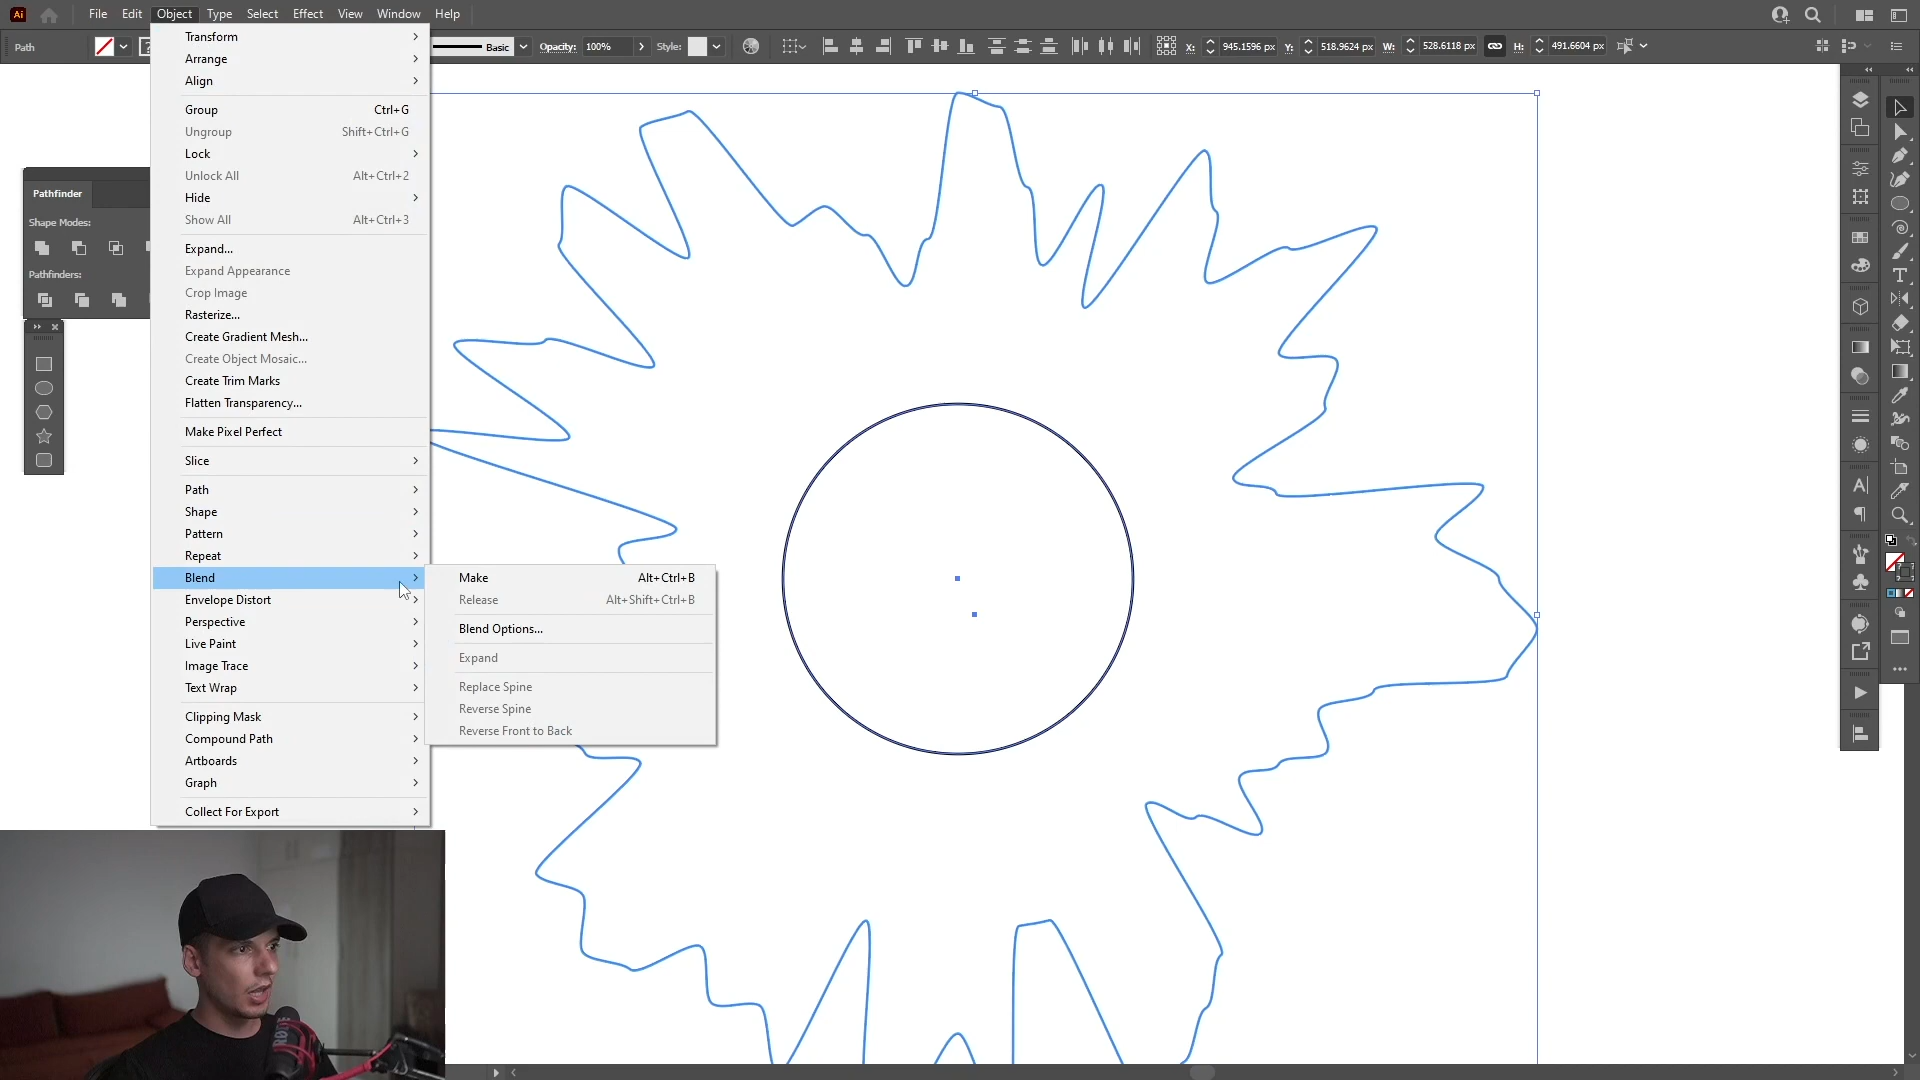 Ai
File Edit Object Type Select Effect View Window Help
Path
Basic
Opacity: 100%
Style:
X: 945.1596 px Y: 518.9624 px W: 528.6118 px H: 491.6604 px
Pathfinder
Shape Modes:
Pathfinders:
Transform
Arrange
Align
Group Ctrl+G
Ungroup Shift+Ctrl+G
Lock
Unlock All Alt+Ctrl+2
Hide
Show All Alt+Ctrl+3
Expand...
Expand Appearance
Crop Image
Rasterize...
Create Gradient Mesh...
Create Object Mosaic...
Create Trim Marks
Flatten Transparency...
Make Pixel Perfect
Slice
Path
Shape
Pattern
Repeat
Blend
Envelope Distort
Perspective
Live Paint
Image Trace
Text Wrap
Clipping Mask
Compound Path
Artboards
Graph
Collect For Export
Make Alt+Ctrl+B
Release Alt+Shift+Ctrl+B
Blend Options...
Expand
Replace Spine
Reverse Spine
Reverse Front to Back
RØDE